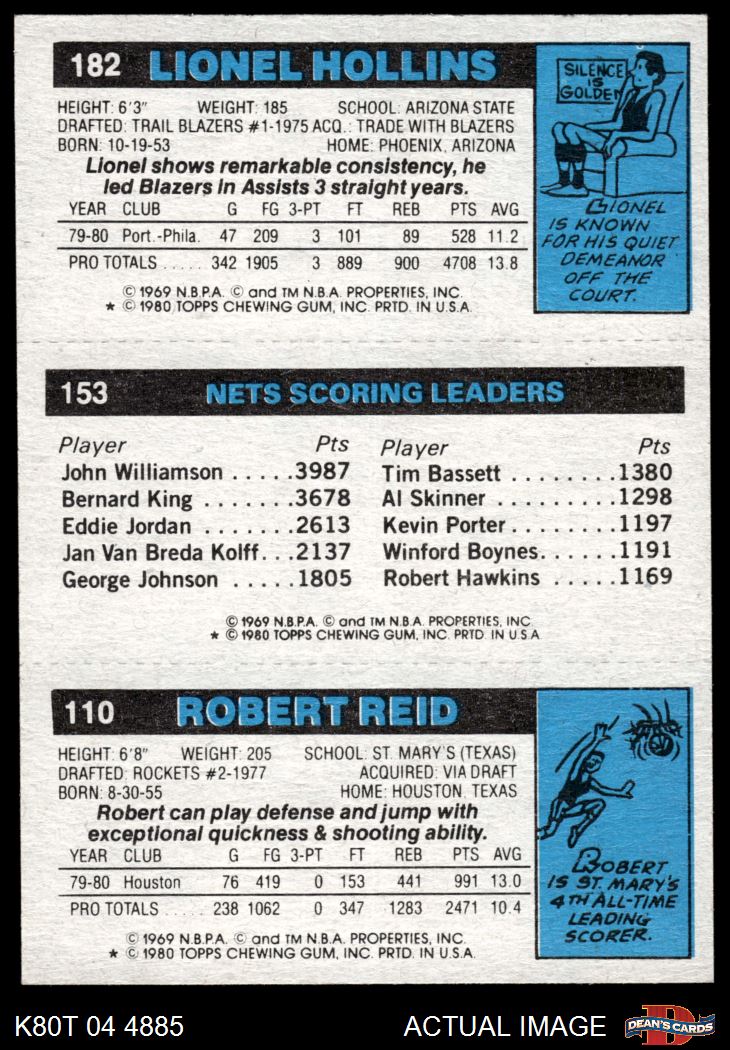 182 LIONEL HOLLINS
HEIGHT: 6'3" WEIGHT: 185 SCHOOL: ARIZONA STATE
DRAFTED: TRAIL BLAZERS #1-1975 ACQ.: TRADE WITH BLAZERS
BORN: 10-19-53 HOME: PHOENIX, ARIZONA
Lionel shows remarkable consistency, he
led Blazers in Assists 3 straight years.
YEAR CLUB G FG 3-PT FT REB PTS AVG
79-80 Port.-Phila. 47 209 3 101 89 528 11.2
PRO TOTALS ..... 342 1905 3 889 900 4708 13.8
© 1969 N.B.P.A. © and TM N.B.A. PROPERTIES, INC.
★ © 1980 TOPPS CHEWING GUM, INC. PRTD. IN U.S.A.
SILENCE
IS
GOLDEN
LIONEL
IS KNOWN
FOR HIS QUIET
DEMEANOR
OFF THE
COURT.
153 NETS SCORING LEADERS
Player Pts Player Pts
John Williamson .....3987 Tim Bassett ........1380
Bernard King .......3678 Al Skinner .........1298
Eddie Jordan .......2613 Kevin Porter.......1197
Jan Van Breda Kolff...2137 Winford Boynes......1191
George Johnson .....1805 Robert Hawkins .....1169
© 1969 N.B.P.A. © and TM N.B.A. PROPERTIES, INC.
★ © 1980 TOPPS CHEWING GUM, INC. PRTD. IN U.S.A.
110 ROBERT REID
HEIGHT: 6'8" WEIGHT: 205 SCHOOL: ST. MARY'S (TEXAS)
DRAFTED: ROCKETS #2-1977 ACQUIRED: VIA DRAFT
BORN: 8-30-55 HOME: HOUSTON, TEXAS
Robert can play defense and jump with
exceptional quickness & shooting ability.
YEAR CLUB G FG 3-PT FT REB PTS AVG
79-80 Houston 76 419 0 153 441 991 13.0
PRO TOTALS ..... 238 1062 0 347 1283 2471 10.4
© 1969 N.B.P.A. © and TM N.B.A. PROPERTIES, INC.
★ © 1980 TOPPS CHEWING GUM, INC. PRTD. IN U.S.A.
ROBERT
IS ST. MARY'S
4TH ALL-TIME
LEADING
SCORER.
K80T 04 4885 ACTUAL IMAGE D DEAN'S CARDS